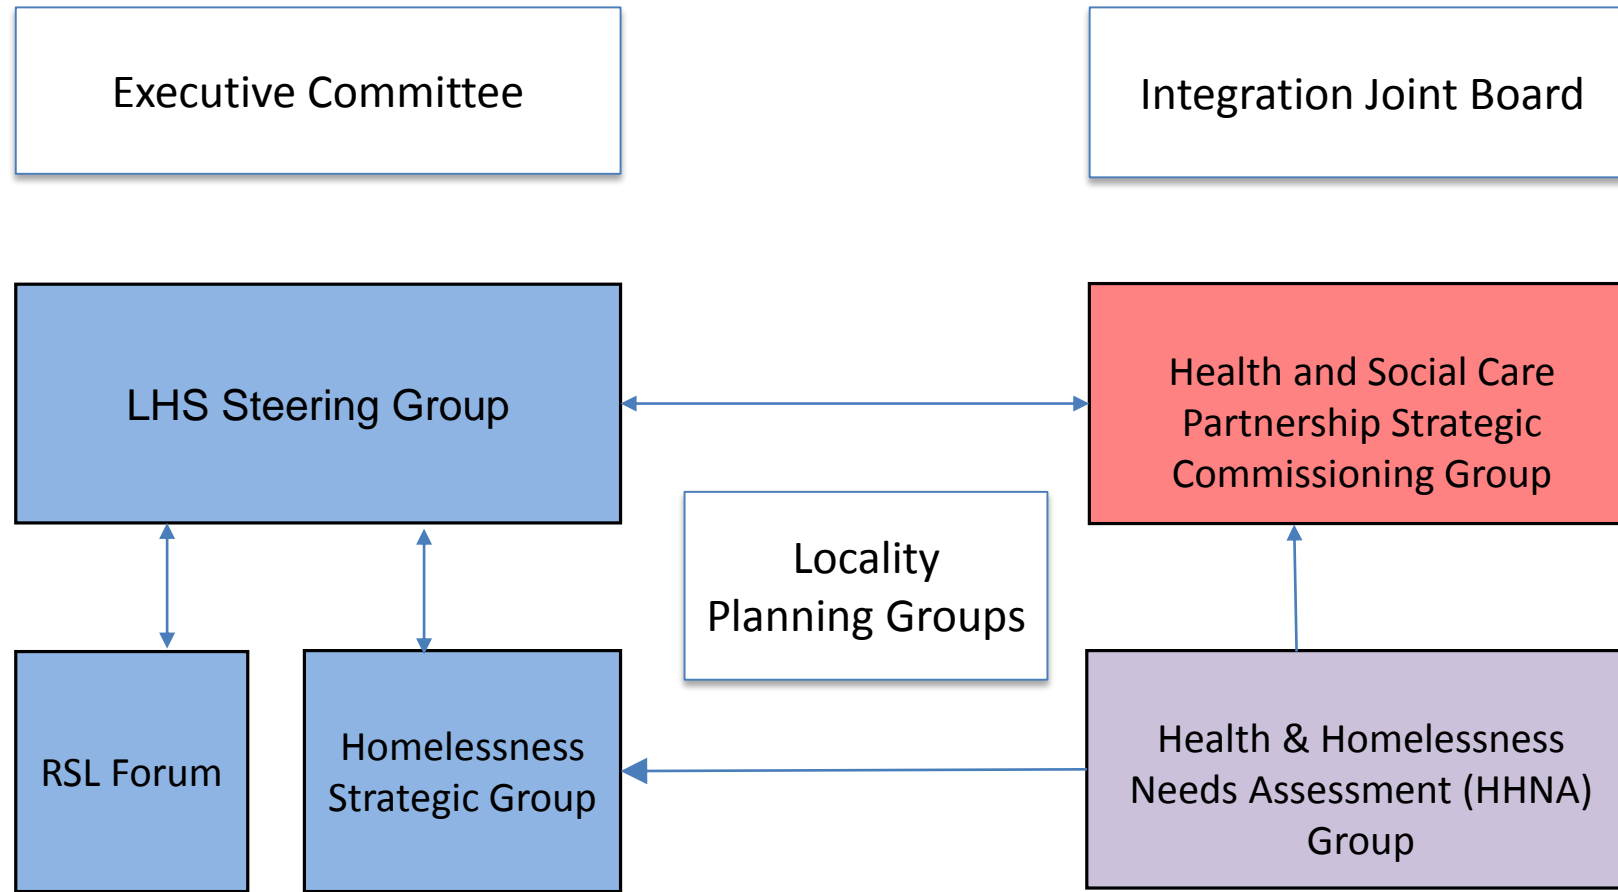 Executive Committee
Integration Joint Board
LHS Steering Group
Health and Social Care
Partnership Strategic
Commissioning Group
Locality
Planning Groups
RSL Forum
Homelessness
Strategic Group
Health & Homelessness
Needs Assessment (HHNA)
Group